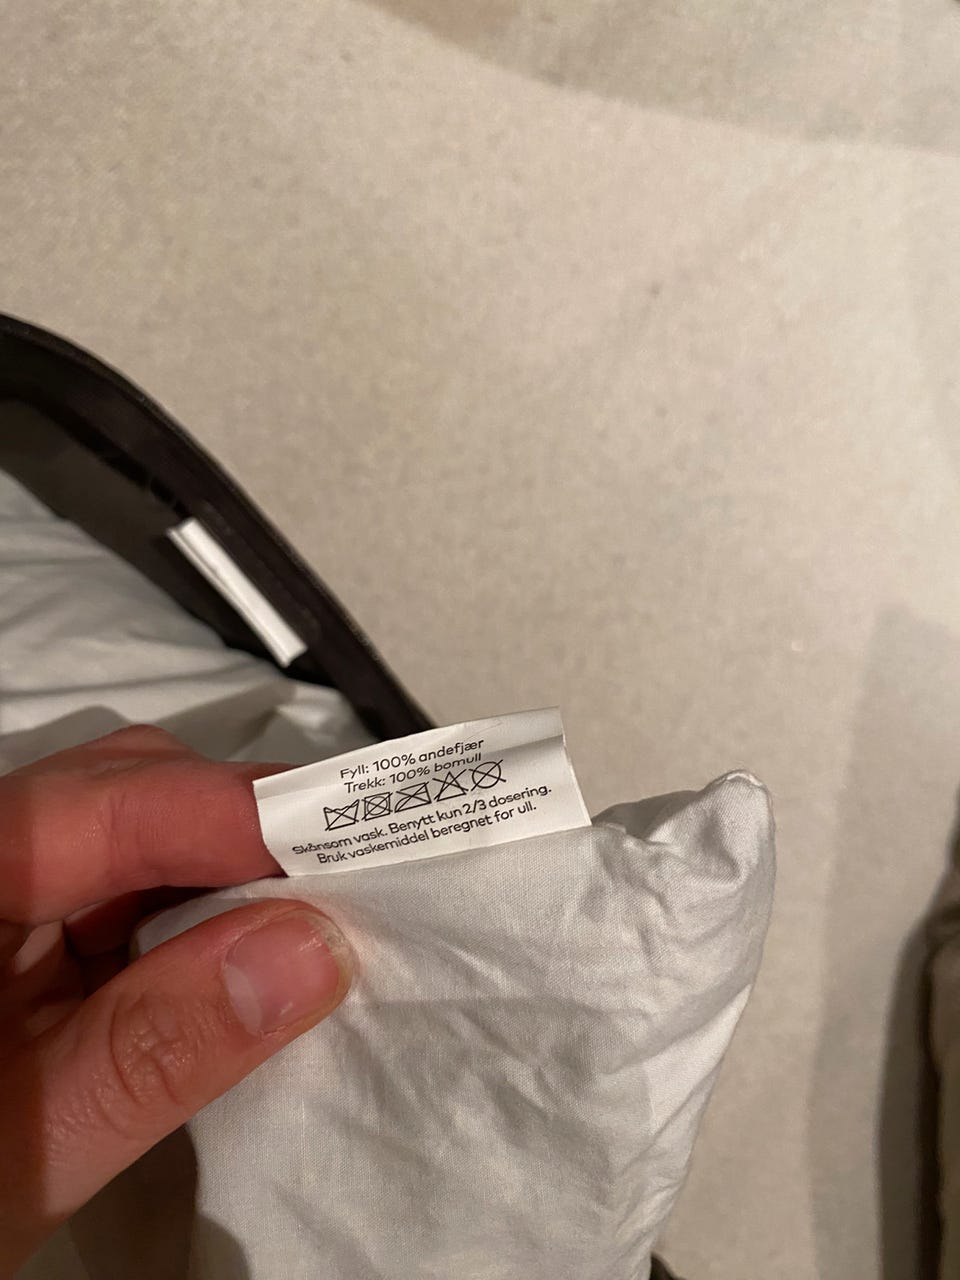 Fyll: 100% andefjær
Trekk: 100% bomull
Skånsom vask. Benytt kun 2/3 dosering.
Bruk vaskemiddel beregnet for ull.